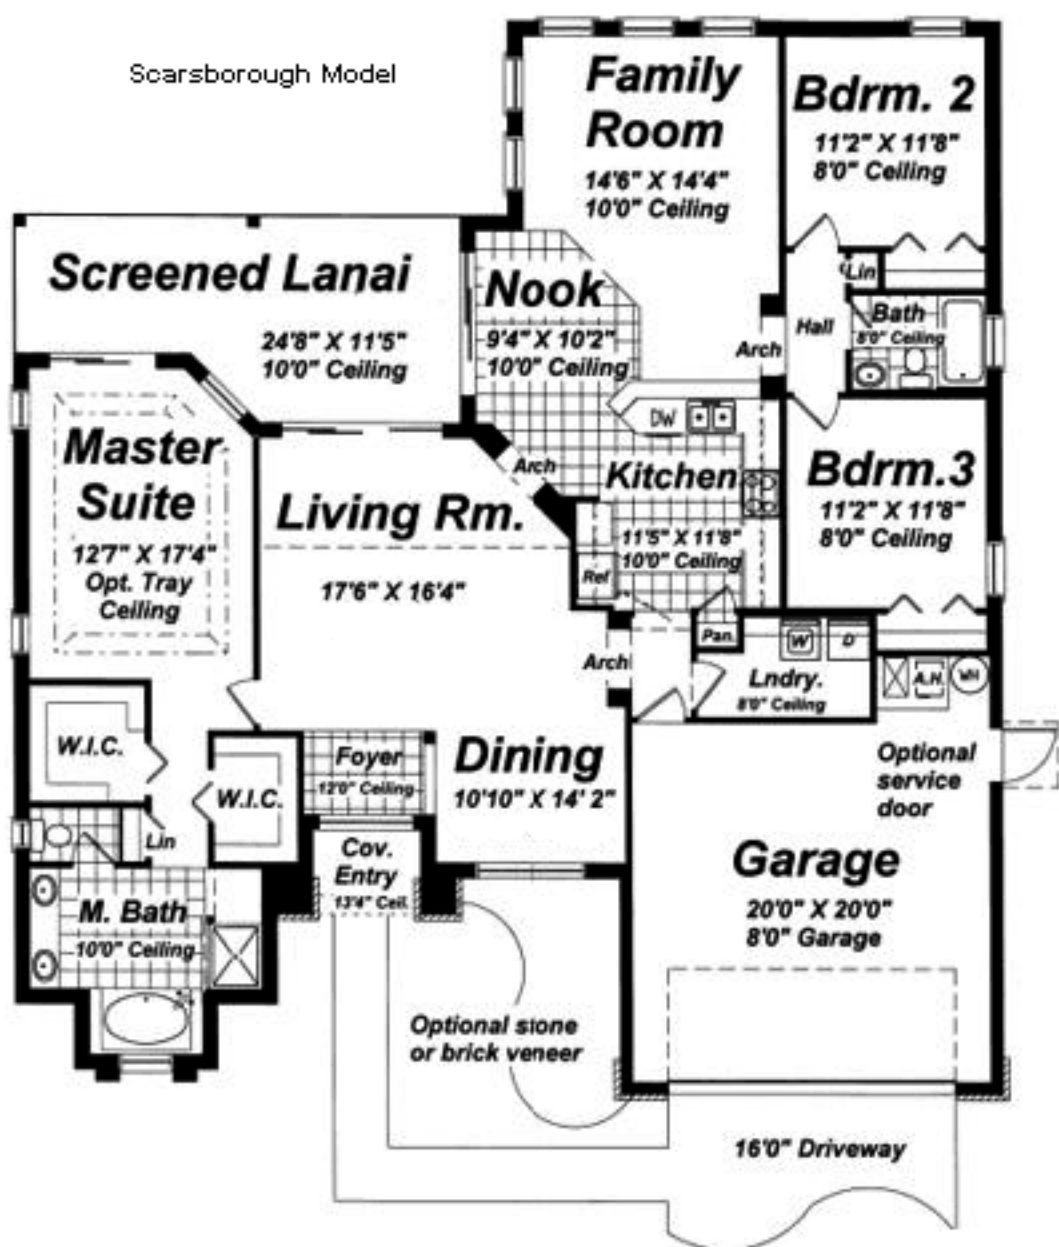 Scarsborough Model
Family
Room
14'6" X 14'4"
10'0" Ceiling
Bdrm. 2
11'2" X 11'8"
8'0" Ceiling
Screened Lanai
24'8" X 11'5"
10'0" Ceiling
Nook
9'4" X 10'2"
10'0" Ceiling
Arch
Hall
Lin
Bath
8'0" Ceiling
Master
Suite
12'7" X 17'4"
Opt. Tray
Ceiling
Living Rm.
17'6" X 16'4"
Arch
DW
Kitchen
11'5" X 11'8"
10'0" Ceiling
Ref
Bdrm.3
11'2" X 11'8"
8'0" Ceiling
Pan.
Arch
W
D
Lndry.
8'0" Ceiling
A.H.
WH
W.I.C.
W.I.C.
Lin
Foyer
12'0" Ceiling
Dining
10'10" X 14' 2"
Optional
service
door
Cov.
Entry
13'4" Ceil.
Garage
20'0" X 20'0"
8'0" Garage
M. Bath
10'0" Ceiling
Optional stone
or brick veneer
16'0" Driveway